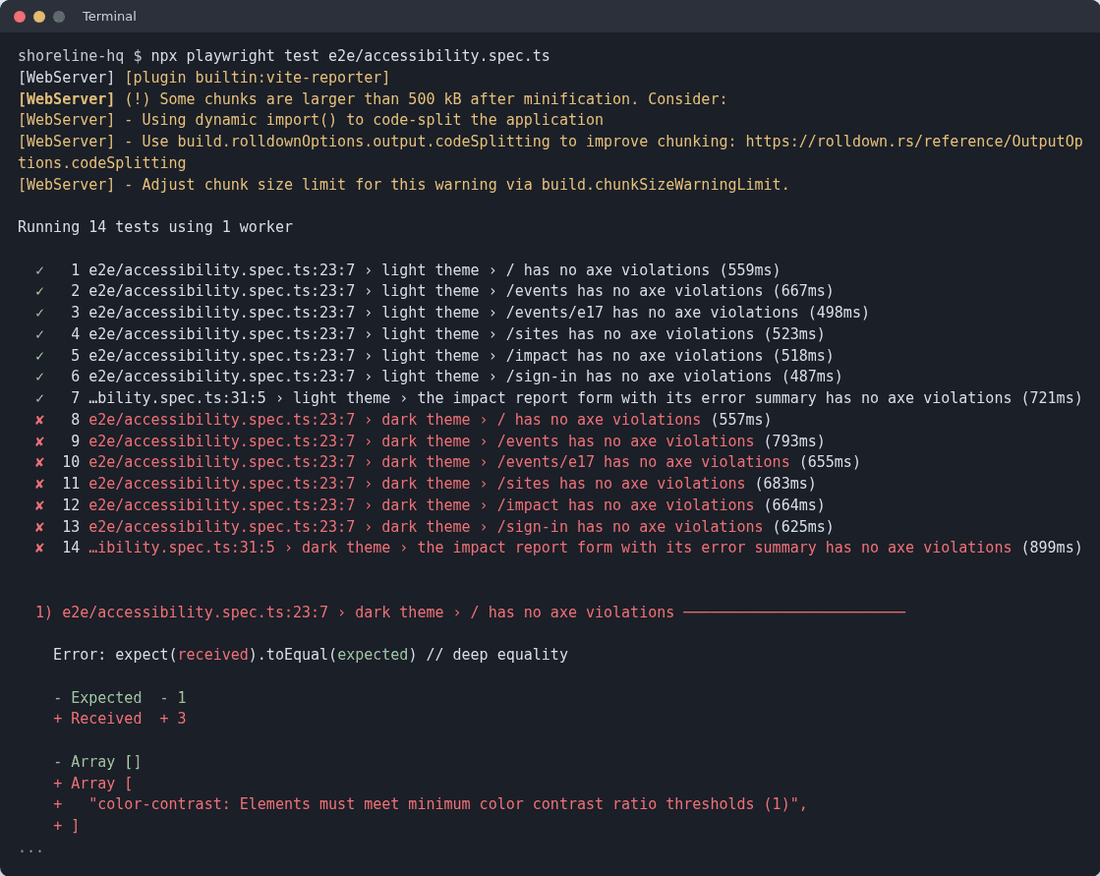 Terminal
shoreline-hq $ npx playwright test e2e/accessibility.spec.ts
[WebServer] [plugin builtin:vite-reporter]
[WebServer] (!) Some chunks are larger than 500 kB after minification. Consider:
[WebServer] - Using dynamic import() to code-split the application
[WebServer] - Use build.rolldownOptions.output.codeSplitting to improve chunking: https://rolldown.rs/reference/OutputOp
tions.codeSplitting
[WebServer] - Adjust chunk size limit for this warning via build.chunkSizeWarningLimit.
Running 14 tests using 1 worker
✓ 1 e2e/accessibility.spec.ts:23:7 › light theme › / has no axe violations (559ms)
✓ 2 e2e/accessibility.spec.ts:23:7 › light theme › /events has no axe violations (667ms)
✓ 3 e2e/accessibility.spec.ts:23:7 › light theme › /events/e17 has no axe violations (498ms)
✓ 4 e2e/accessibility.spec.ts:23:7 › light theme › /sites has no axe violations (523ms)
✓ 5 e2e/accessibility.spec.ts:23:7 › light theme › /impact has no axe violations (518ms)
✓ 6 e2e/accessibility.spec.ts:23:7 › light theme › /sign-in has no axe violations (487ms)
✓ 7 …bility.spec.ts:31:5 › light theme › the impact report form with its error summary has no axe violations (721ms)
✘ 8 e2e/accessibility.spec.ts:23:7 › dark theme › / has no axe violations (557ms)
✘ 9 e2e/accessibility.spec.ts:23:7 › dark theme › /events has no axe violations (793ms)
✘ 10 e2e/accessibility.spec.ts:23:7 › dark theme › /events/e17 has no axe violations (655ms)
✘ 11 e2e/accessibility.spec.ts:23:7 › dark theme › /sites has no axe violations (683ms)
✘ 12 e2e/accessibility.spec.ts:23:7 › dark theme › /impact has no axe violations (664ms)
✘ 13 e2e/accessibility.spec.ts:23:7 › dark theme › /sign-in has no axe violations (625ms)
✘ 14 …ibility.spec.ts:31:5 › dark theme › the impact report form with its error summary has no axe violations (899ms)
1) e2e/accessibility.spec.ts:23:7 › dark theme › / has no axe violations ─────────────────────────
Error: expect(received).toEqual(expected) // deep equality
- Expected - 1
+ Received + 3
- Array []
+ Array [
+ "color-contrast: Elements must meet minimum color contrast ratio thresholds (1)",
+ ]
...